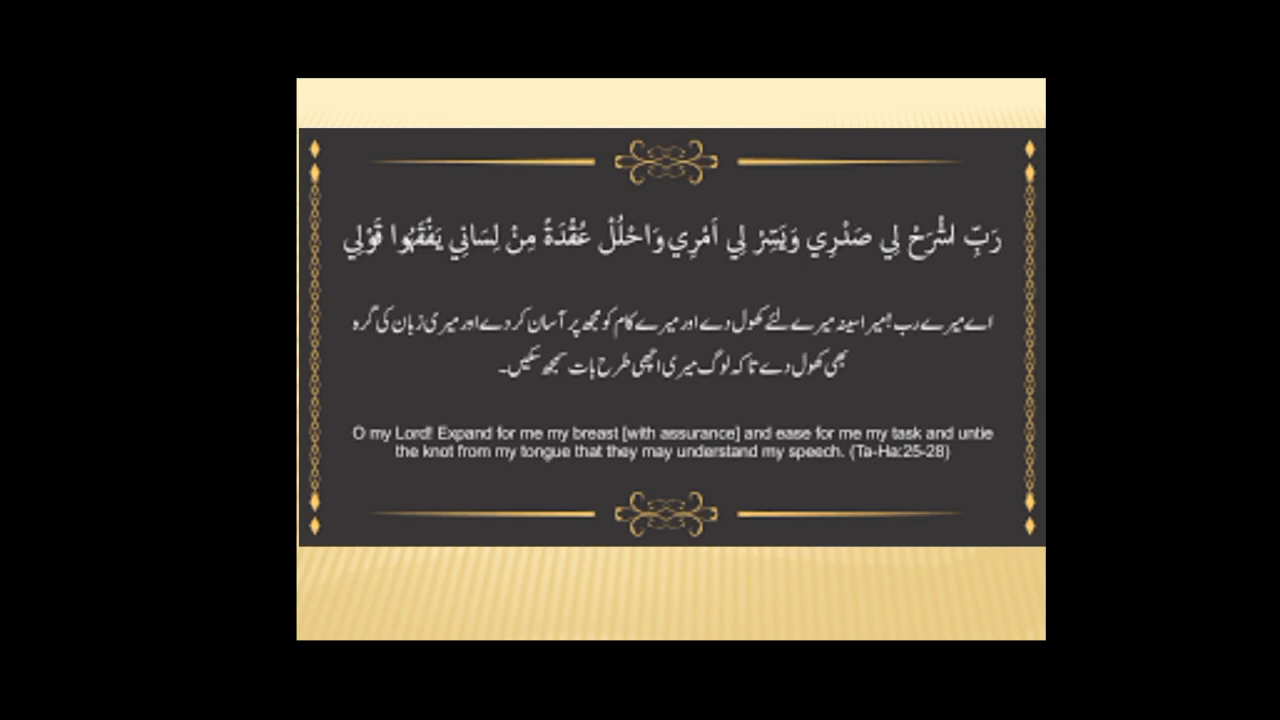 رَبِّ اشْرَحْ لِي صَدْرِي وَيَسِّرْ لِي أَمْرِي وَاحْلُلْ عُقْدَةً مِنْ لِسَانِي يَفْقَهُوا قَوْلِي
اے میرے رب! میرا سینہ میرے لئے کھول دے اور میرے کام کو مجھ پر آسان کر دے اور میری زبان کی گرہ
بھی کھول دے تاکہ لوگ میری اچھی طرح بات سمجھ سکیں۔
O my Lord! Expand for me my breast [with assurance] and ease for me my task and untie
the knot from my tongue that they may understand my speech. (Ta-Ha:25-28)